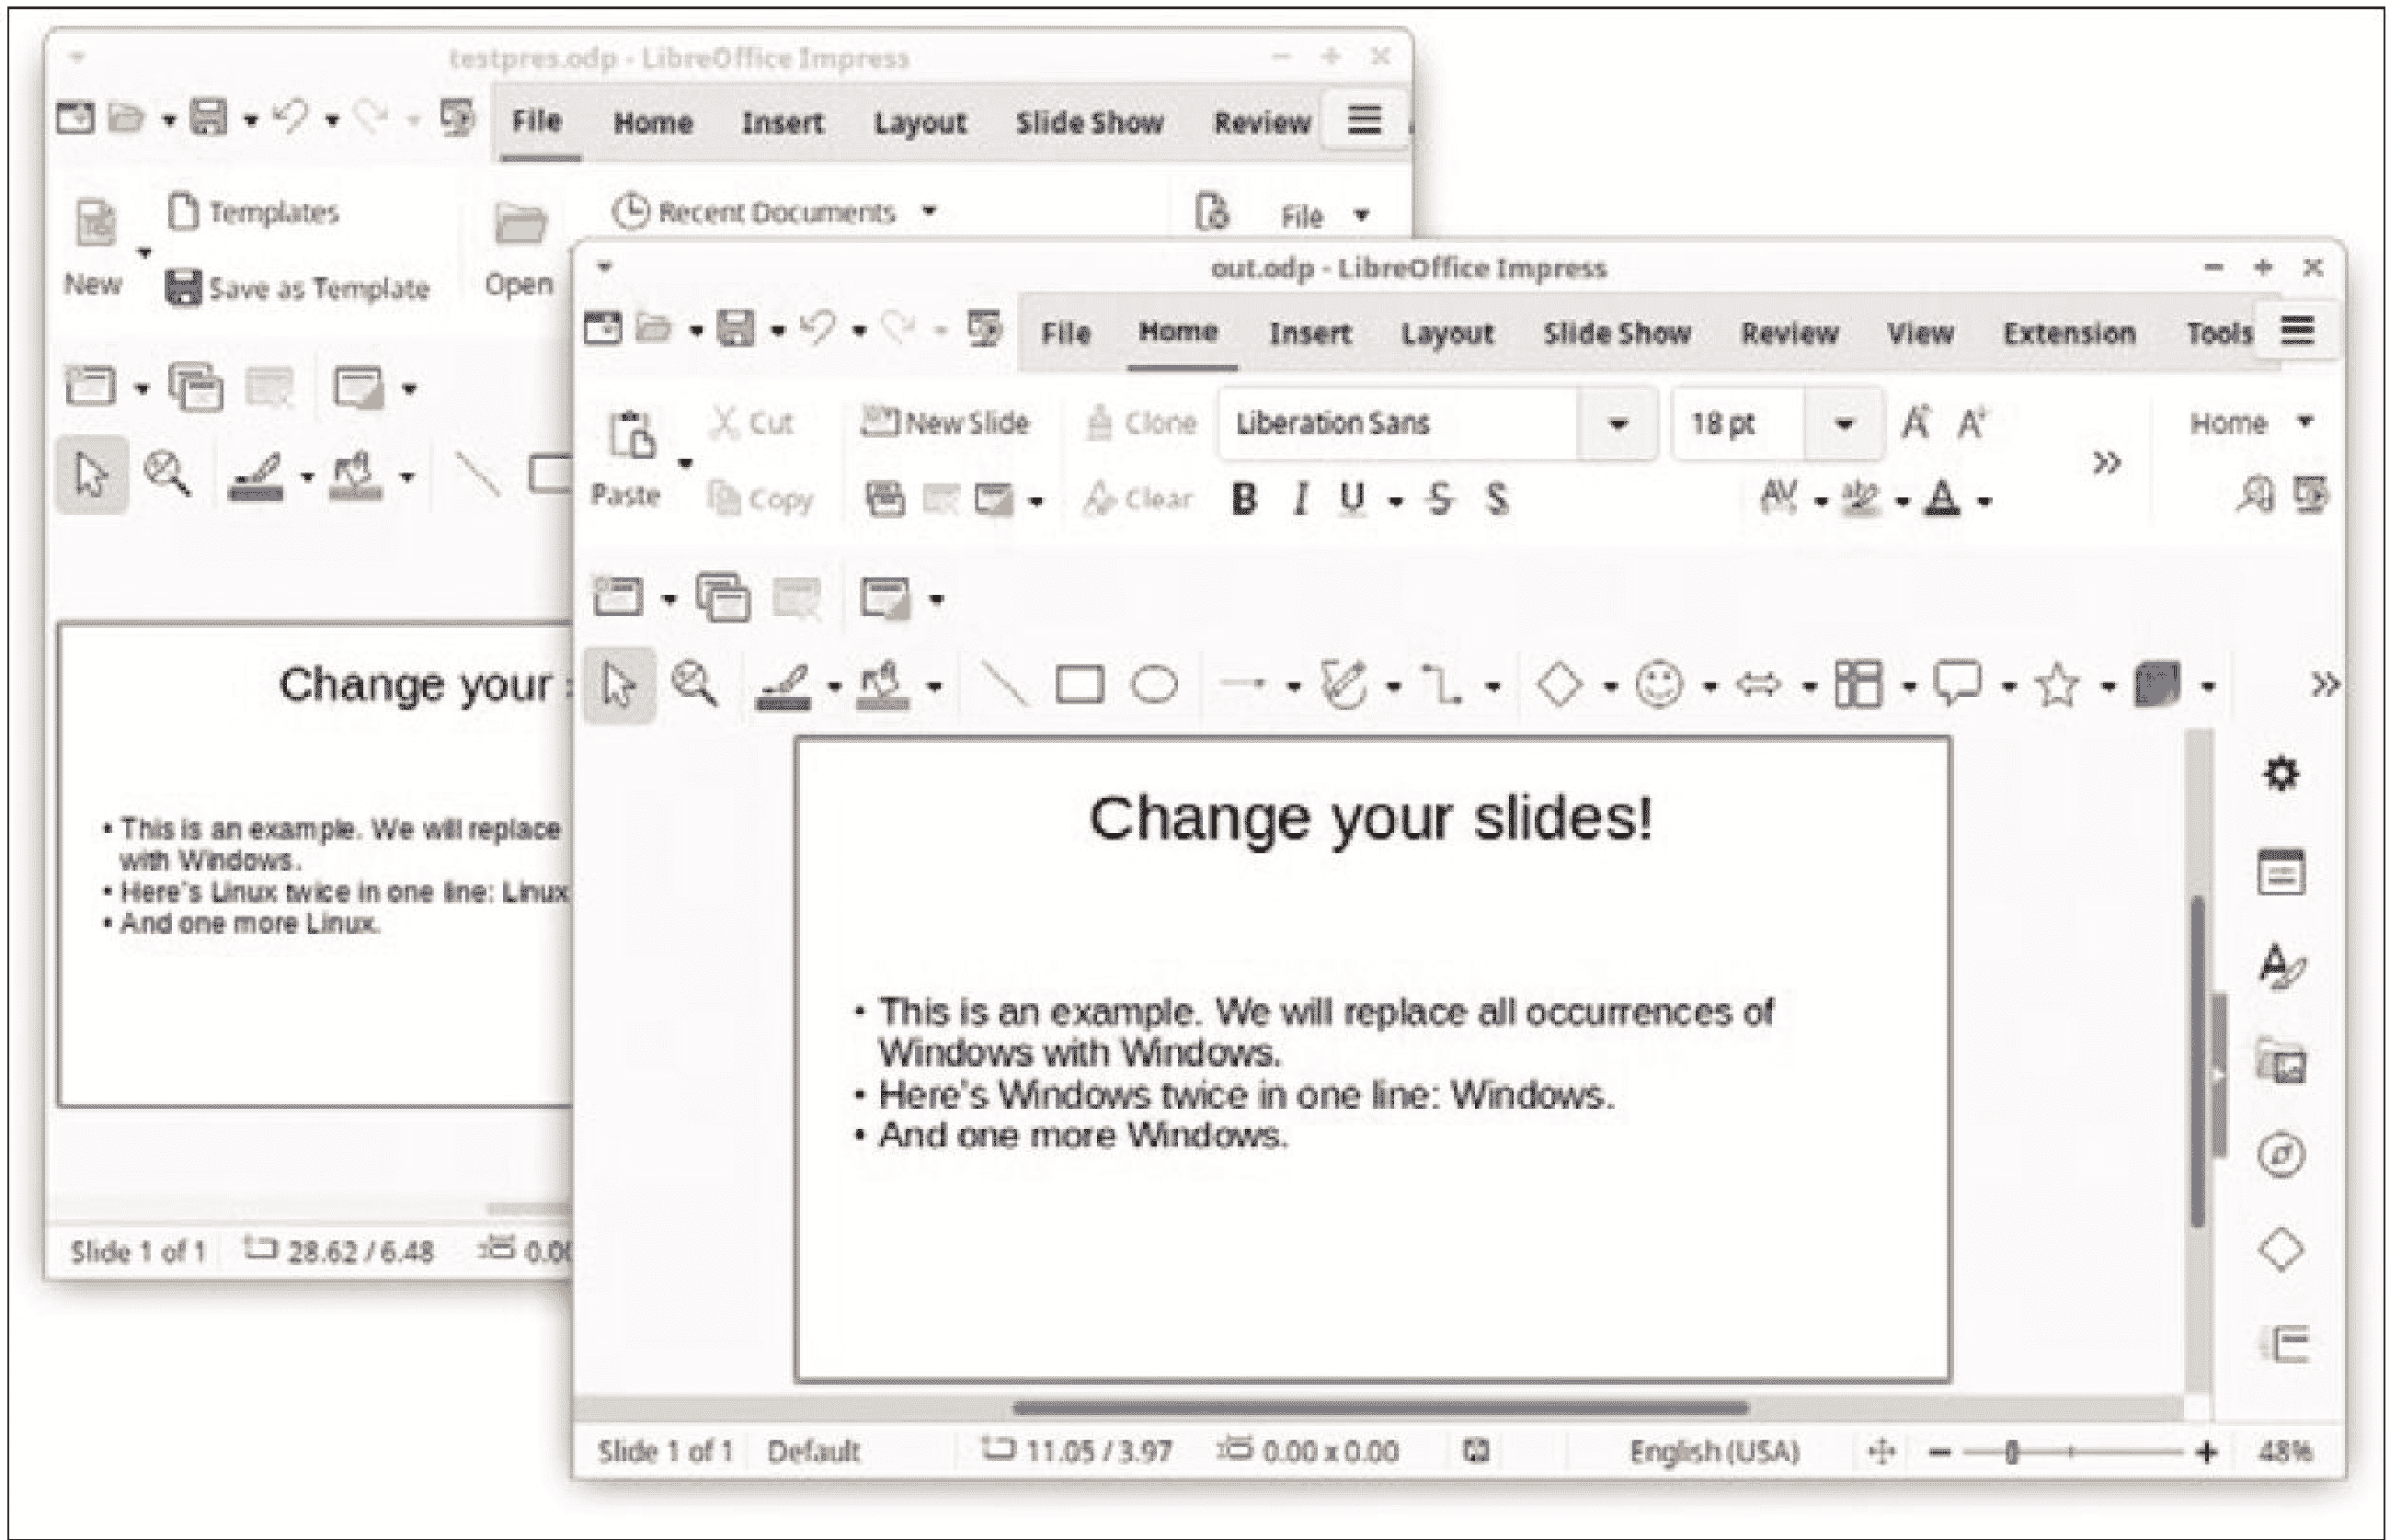 testpres.odp - LibreOffice Impress
File Home Insert Layout Slide Show Review
Templates
Recent Documents
File
New
Save as Template
Open
Change your
• This is an example. We will replace
with Windows.
• Here's Linux twice in one line: Linux
• And one more Linux.
Slide 1 of 1 28.62 / 6.48 0.00
out.odp - LibreOffice Impress
File Home Insert Layout Slide Show Review View Extension Tools
Cut New Slide Clone Liberation Sans 18 pt Home
Paste Copy Clear B I U S S
Change your slides!
• This is an example. We will replace all occurrences of
Windows with Windows.
• Here's Windows twice in one line: Windows.
• And one more Windows.
Slide 1 of 1 Default 11.05 / 3.97 0.00 x 0.00 English (USA) 48%